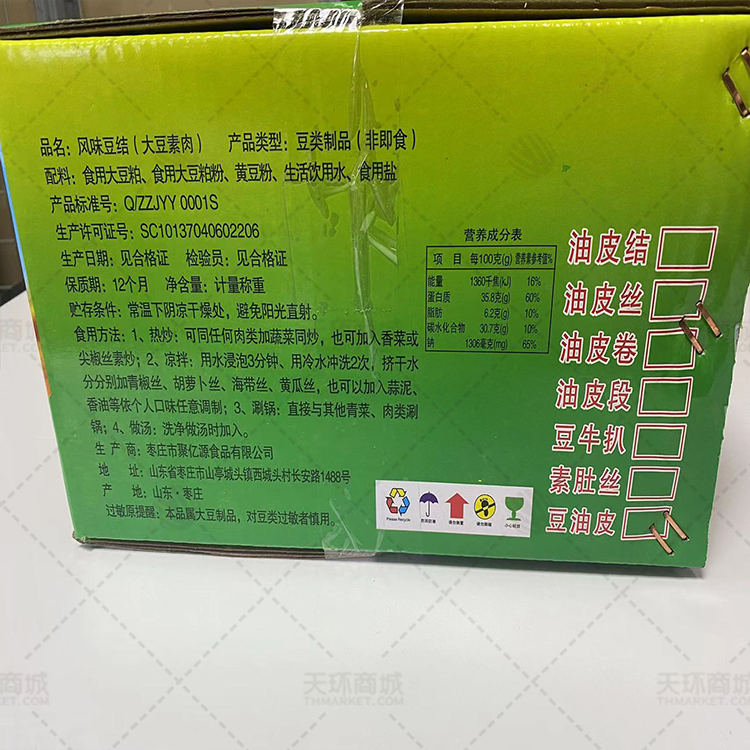 品名：风味豆结（大豆素肉） 产品类型：豆类制品（非即食）
配料：食用大豆粕、食用大豆粕粉、黄豆粉、生活饮用水、食用盐
产品标准号：Q/ZZJYY 0001S
生产许可证号：SC10137040602206
生产日期：见合格证 检验员：见合格证
保质期：12个月 净含量：计量称重
贮存条件：常温下阴凉干燥处，避免阳光直射。
食用方法：1、热炒：可同任何肉类加蔬菜同炒，也可加入香菜或
尖椒丝素炒；2、凉拌：用水浸泡3分钟、用冷水冲洗2次，挤干水
分分别加青椒丝、胡萝卜丝、海带丝、黄瓜丝，也可以加入蒜泥、
香油等依个人口味任意调制；3、涮锅：直接与其他青菜、肉类涮
锅；4、做汤：洗净做汤时加入。
生产商：枣庄市聚亿源食品有限公司
地址：山东省枣庄市山亭城头镇西城头村长安路1488号
产地：山东·枣庄
过敏原提醒：本品属大豆制品，对豆类过敏者慎用。
营养成分表
项目 每100克(g) 营养素参考值%
能量 1360千焦(kJ) 16%
蛋白质 35.8克(g) 60%
脂肪 6.2克(g) 10%
碳水化合物 30.7克(g) 10%
钠 1306毫克(mg) 65%
油皮结
油皮丝
油皮卷
油皮段
豆牛扒
素肚丝
豆油皮
Please Recycle
小心轻放
天环商城
THMARKET.COM